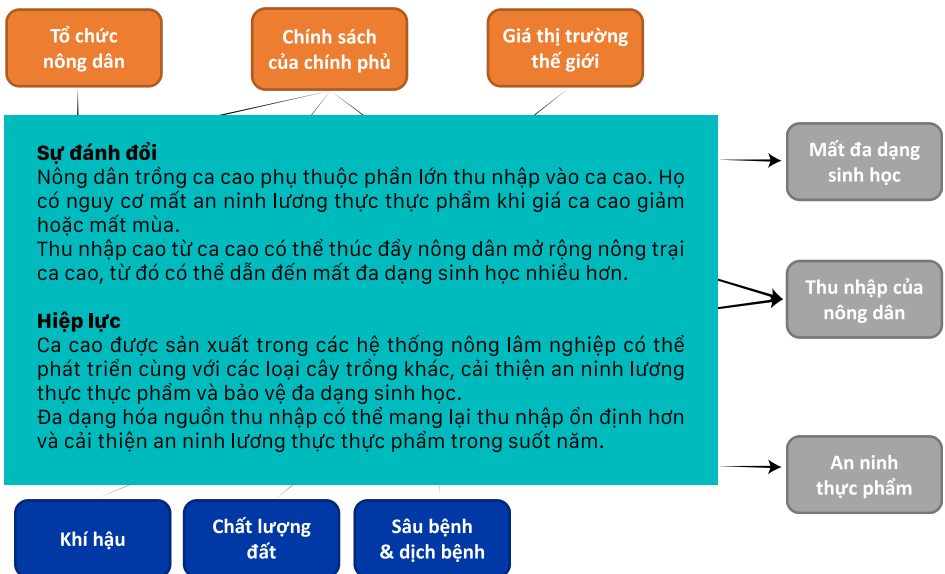 Tổ chức
nông dân
Chính sách
của chính phủ
Giá thị trường
thế giới
Sự đánh đổi
Nông dân trồng ca cao phụ thuộc phần lớn thu nhập vào ca cao. Họ
có nguy cơ mất an ninh lương thực thực phẩm khi giá ca cao giảm
hoặc mất mùa.
Thu nhập cao từ ca cao có thể thúc đẩy nông dân mở rộng nông trại
ca cao, từ đó có thể dẫn đến mất đa dạng sinh học nhiều hơn.
Hiệp lực
Ca cao được sản xuất trong các hệ thống nông lâm nghiệp có thể
phát triển cùng với các loại cây trồng khác, cải thiện an ninh lương
thực thực phẩm và bảo vệ đa dạng sinh học.
Đa dạng hóa nguồn thu nhập có thể mang lại thu nhập ổn định hơn
và cải thiện an ninh lương thực thực phẩm trong suốt năm.
Mất đa dạng
sinh học
Thu nhập của
nông dân
An ninh
thực phẩm
Khí hậu
Chất lượng
đất
Sâu bệnh
& dịch bệnh